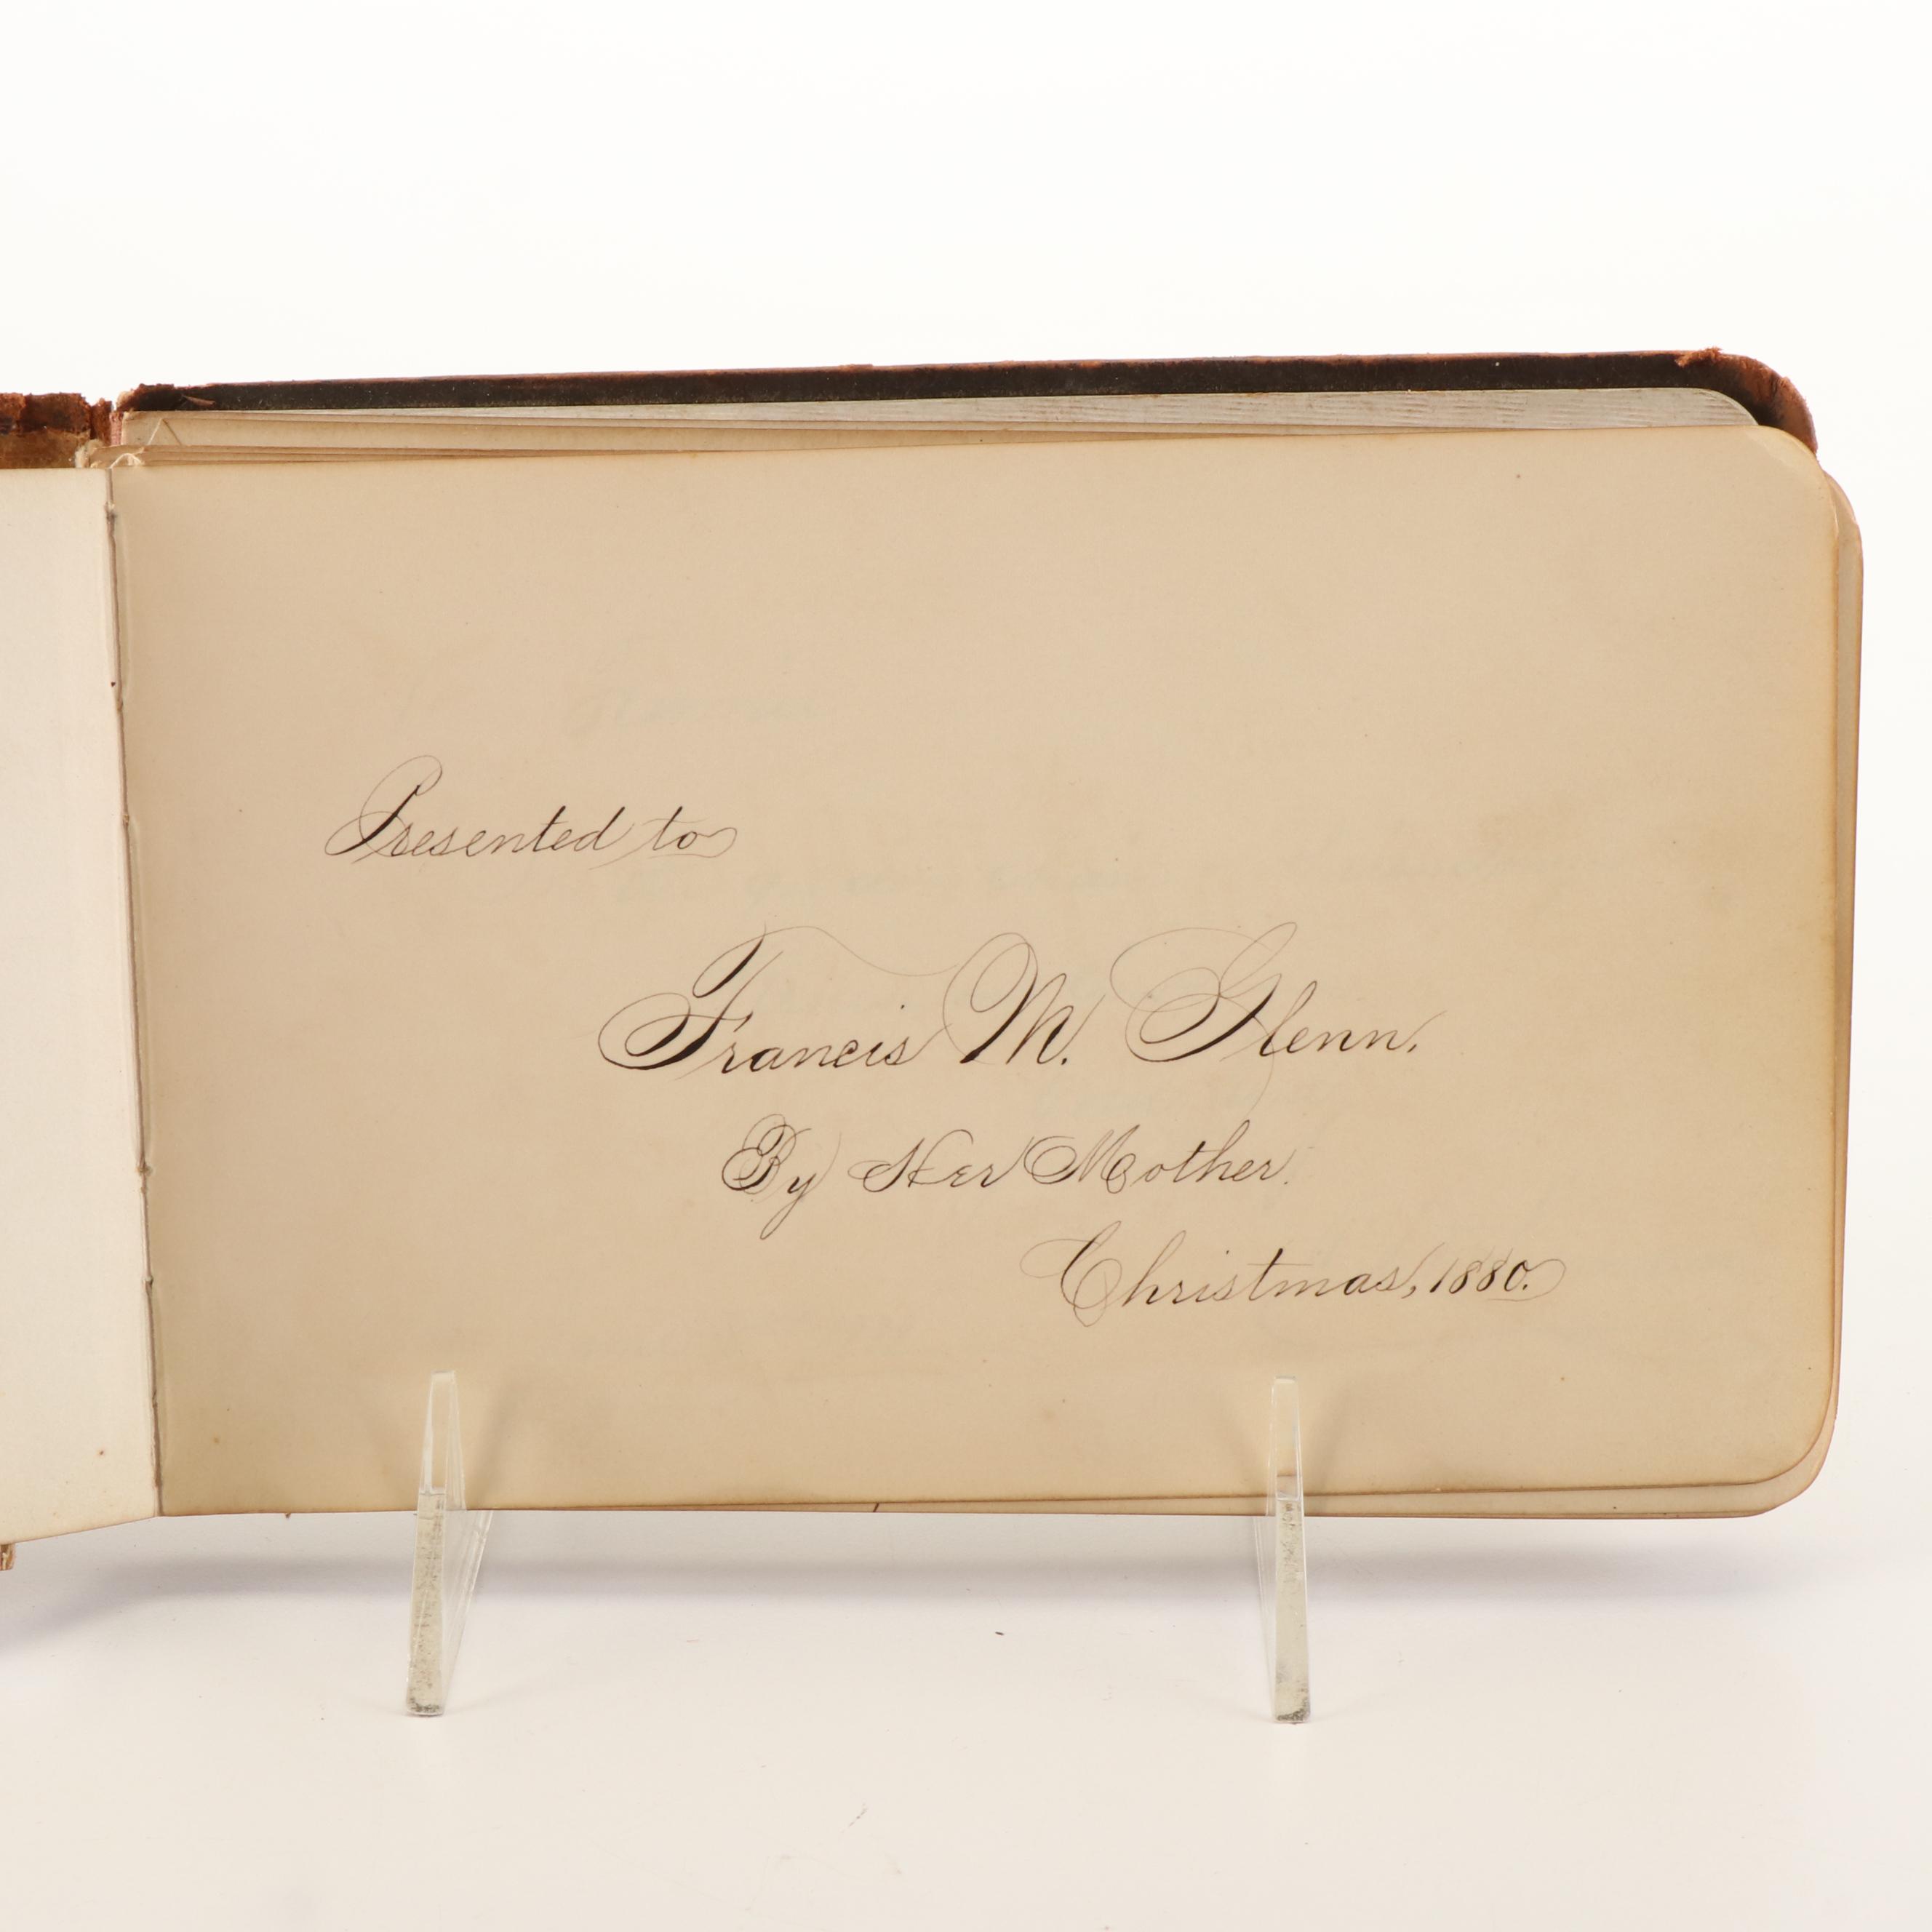 Presented to
Francis M. Glenn.
By Her Mother.
Christmas, 1880.